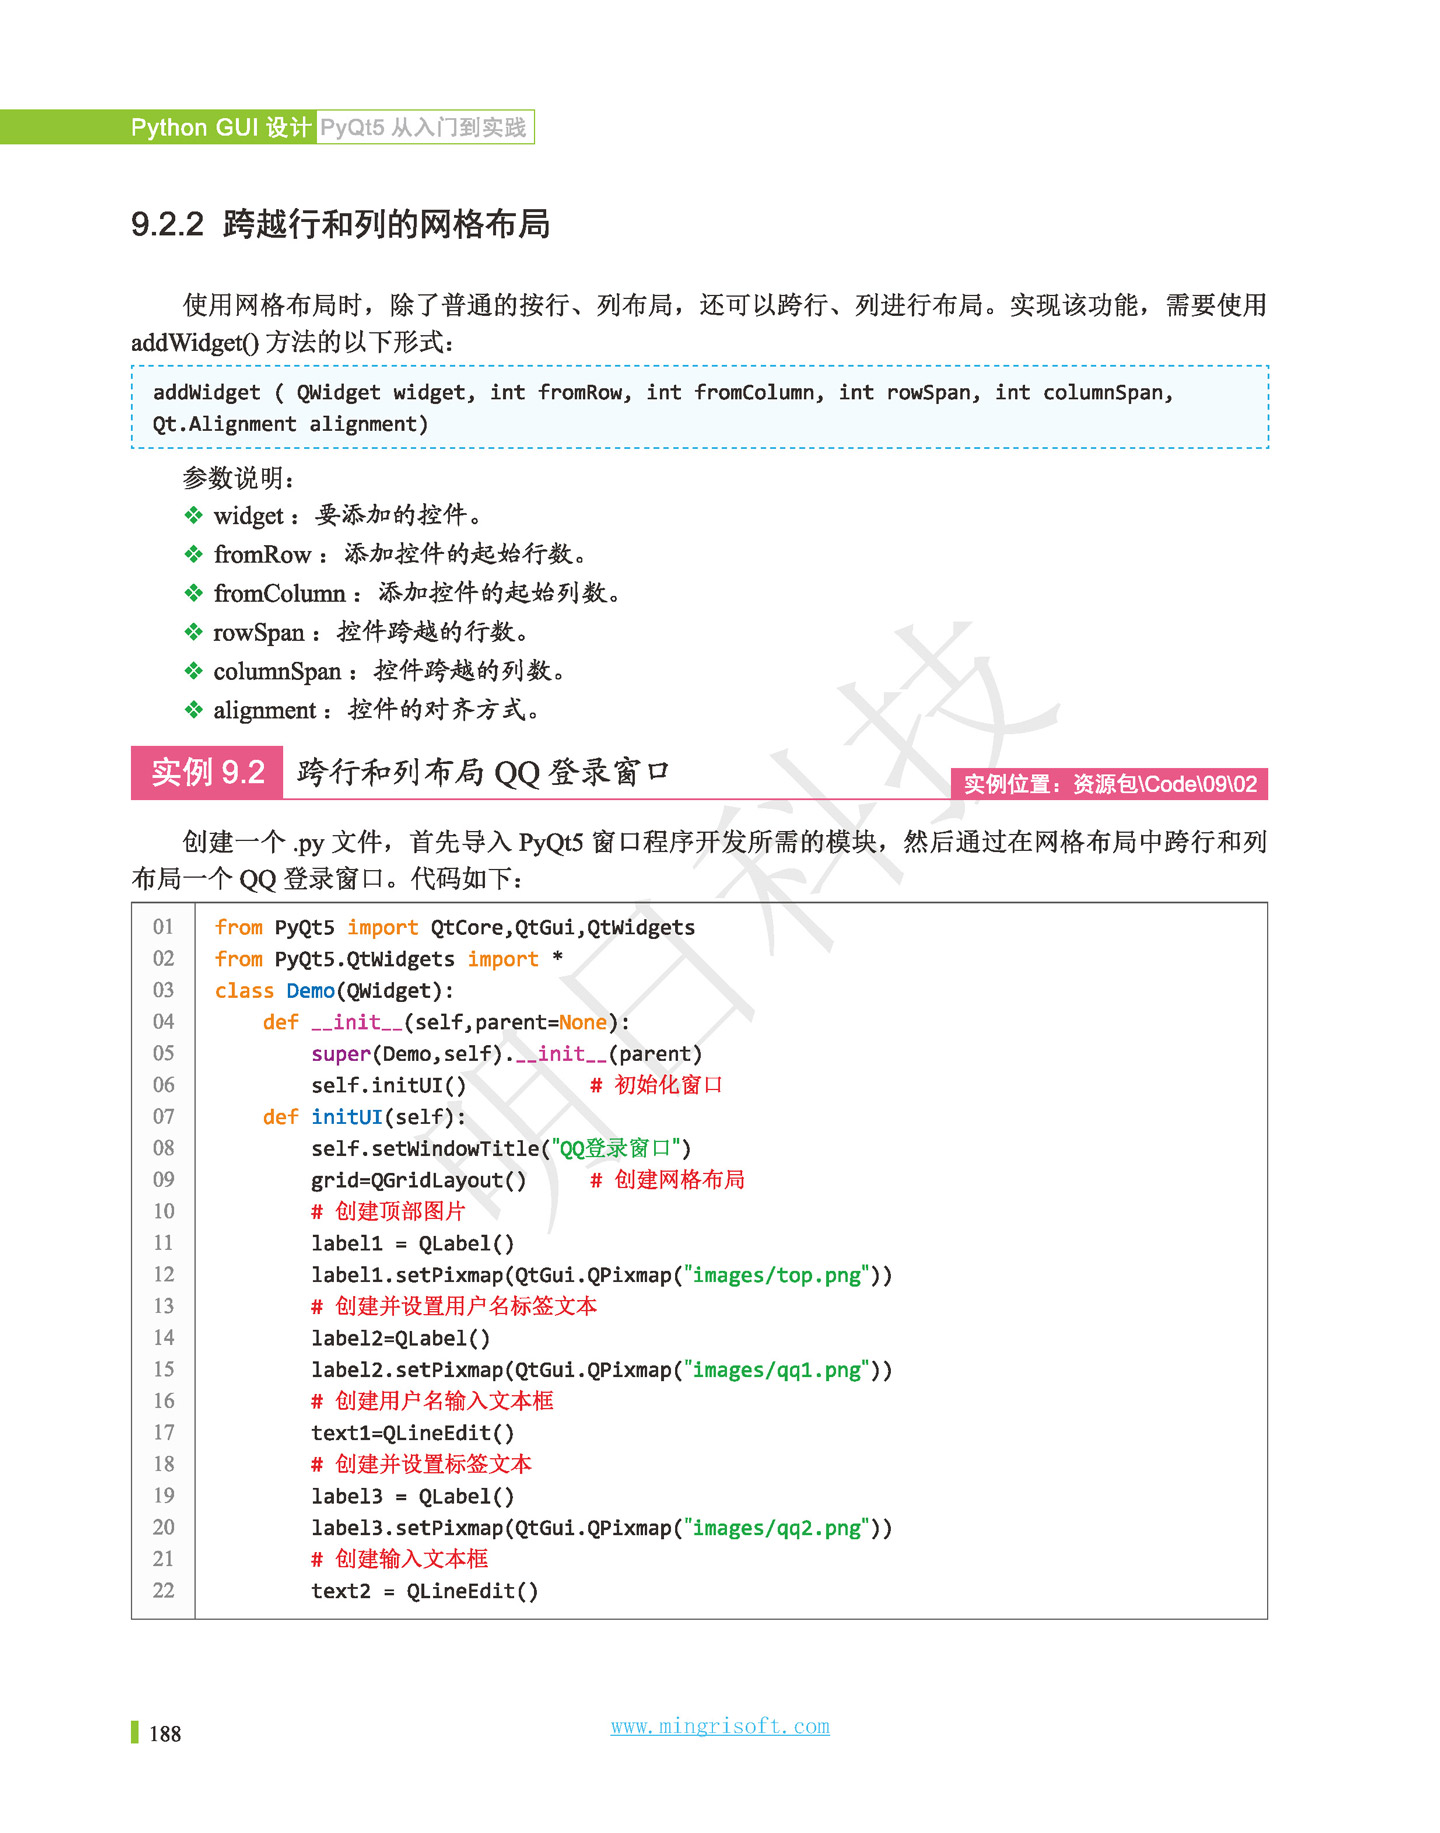 Python GUI 设计 PyQt5 从入门到实践
9.2.2 跨越行和列的网格布局
使用网格布局时，除了普通的按行、列布局，还可以跨行、列进行布局。实现该功能，需要使用
addWidget() 方法的以下形式：
addWidget ( QWidget widget, int fromRow, int fromColumn, int rowSpan, int columnSpan,
Qt.Alignment alignment)
参数说明：
❖ widget：要添加的控件。
❖ fromRow：添加控件的起始行数。
❖ fromColumn：添加控件的起始列数。
❖ rowSpan：控件跨越的行数。
❖ columnSpan：控件跨越的列数。
❖ alignment：控件的对齐方式。
实例 9.2 跨行和列布局 QQ 登录窗口
实例位置：资源包\Code\09\02
创建一个 .py 文件，首先导入 PyQt5 窗口程序开发所需的模块，然后通过在网格布局中跨行和列
布局一个 QQ 登录窗口。代码如下：
01 from PyQt5 import QtCore,QtGui,QtWidgets
02 from PyQt5.QtWidgets import *
03 class Demo(QWidget):
04     def __init__(self,parent=None):
05         super(Demo,self).__init__(parent)
06         self.initUI()          # 初始化窗口
07     def initUI(self):
08         self.setWindowTitle("QQ登录窗口")
09         grid=QGridLayout()     # 创建网格布局
10         # 创建顶部图片
11         label1 = QLabel()
12         label1.setPixmap(QtGui.QPixmap("images/top.png"))
13         # 创建并设置用户名标签文本
14         label2=QLabel()
15         label2.setPixmap(QtGui.QPixmap("images/qq1.png"))
16         # 创建用户名输入文本框
17         text1=QLineEdit()
18         # 创建并设置标签文本
19         label3 = QLabel()
20         label3.setPixmap(QtGui.QPixmap("images/qq2.png"))
21         # 创建输入文本框
22         text2 = QLineEdit()
明日科技
188
www.mingrisoft.com